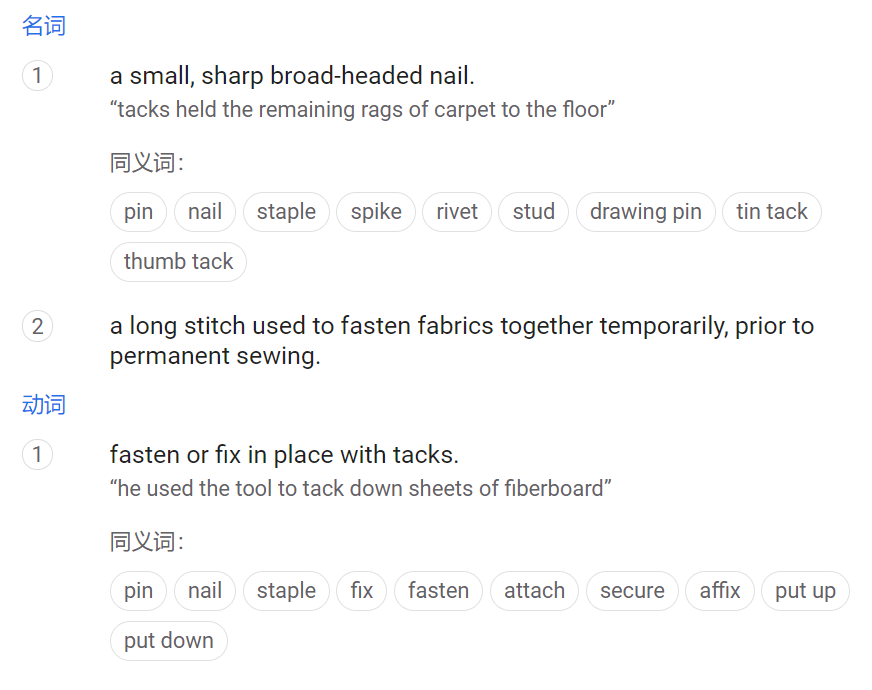 名词
1 a small, sharp broad-headed nail.
“tacks held the remaining rags of carpet to the floor”
同义词：
pin nail staple spike rivet stud drawing pin tin tack
thumb tack
2 a long stitch used to fasten fabrics together temporarily, prior to
permanent sewing.
动词
1 fasten or fix in place with tacks.
“he used the tool to tack down sheets of fiberboard”
同义词：
pin nail staple fix fasten attach secure affix put up
put down